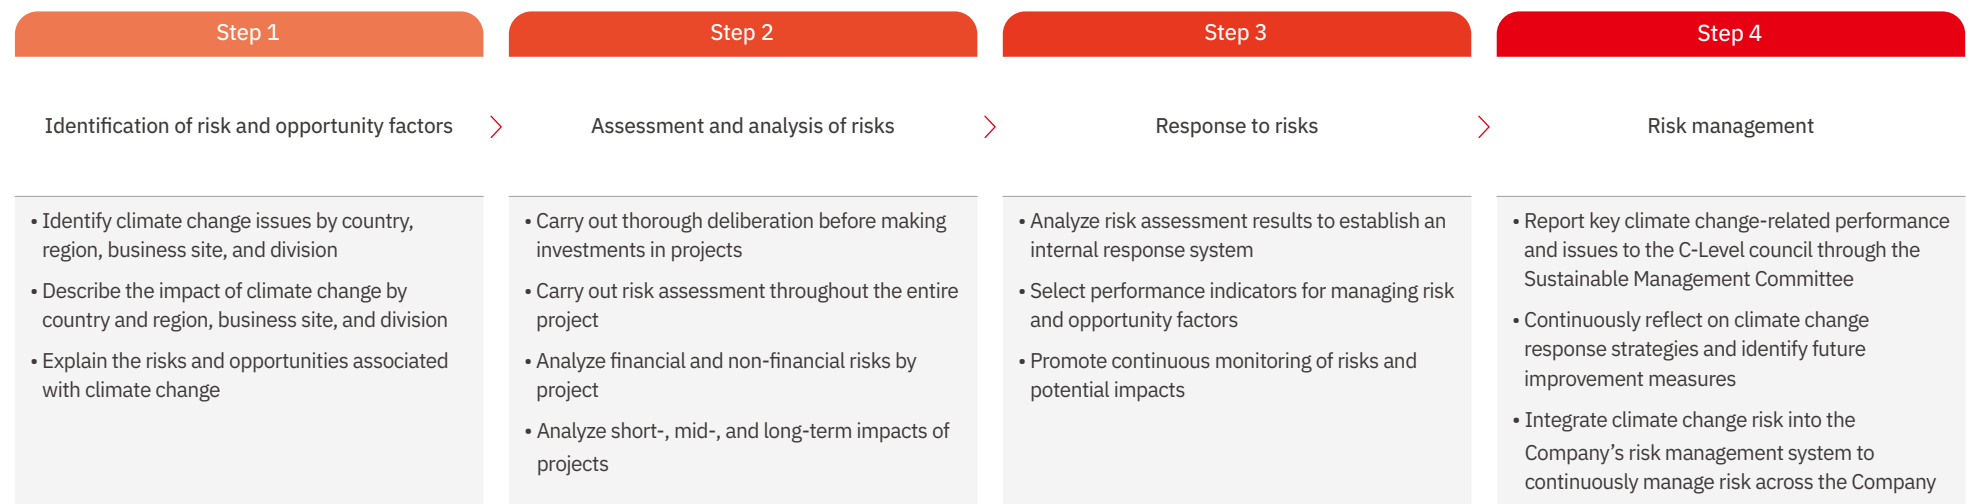 Step 1
Identification of risk and opportunity factors
• Identify climate change issues by country,
region, business site, and division
• Describe the impact of climate change by
country and region, business site, and division
• Explain the risks and opportunities associated
with climate change
Step 2
Assessment and analysis of risks
• Carry out thorough deliberation before making
investments in projects
• Carry out risk assessment throughout the entire
project
• Analyze financial and non-financial risks by
project
• Analyze short-, mid-, and long-term impacts of
projects
Step 3
Response to risks
• Analyze risk assessment results to establish an
internal response system
• Select performance indicators for managing risk
and opportunity factors
• Promote continuous monitoring of risks and
potential impacts
Step 4
Risk management
• Report key climate change-related performance
and issues to the C-Level council through the
Sustainable Management Committee
• Continuously reflect on climate change
response strategies and identify future
improvement measures
• Integrate climate change risk into the
Company’s risk management system to
continuously manage risk across the Company